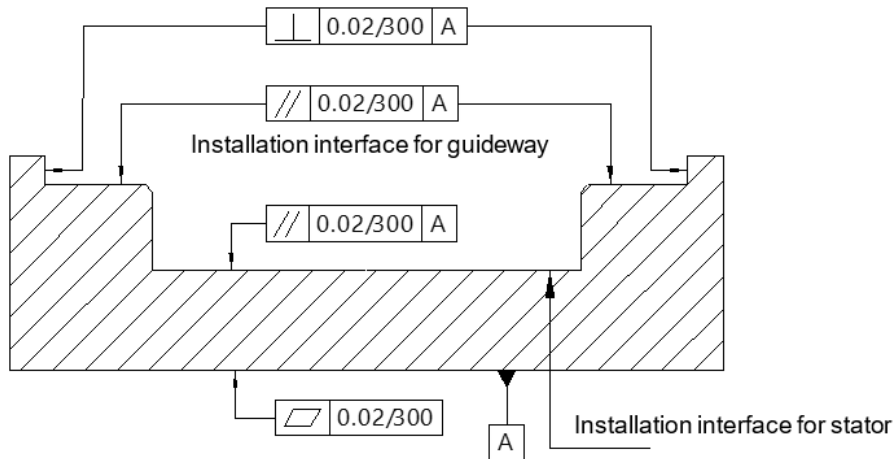 ⊥ 0.02/300 A
// 0.02/300 A
Installation interface for guideway
// 0.02/300 A
▱ 0.02/300
A
Installation interface for stator